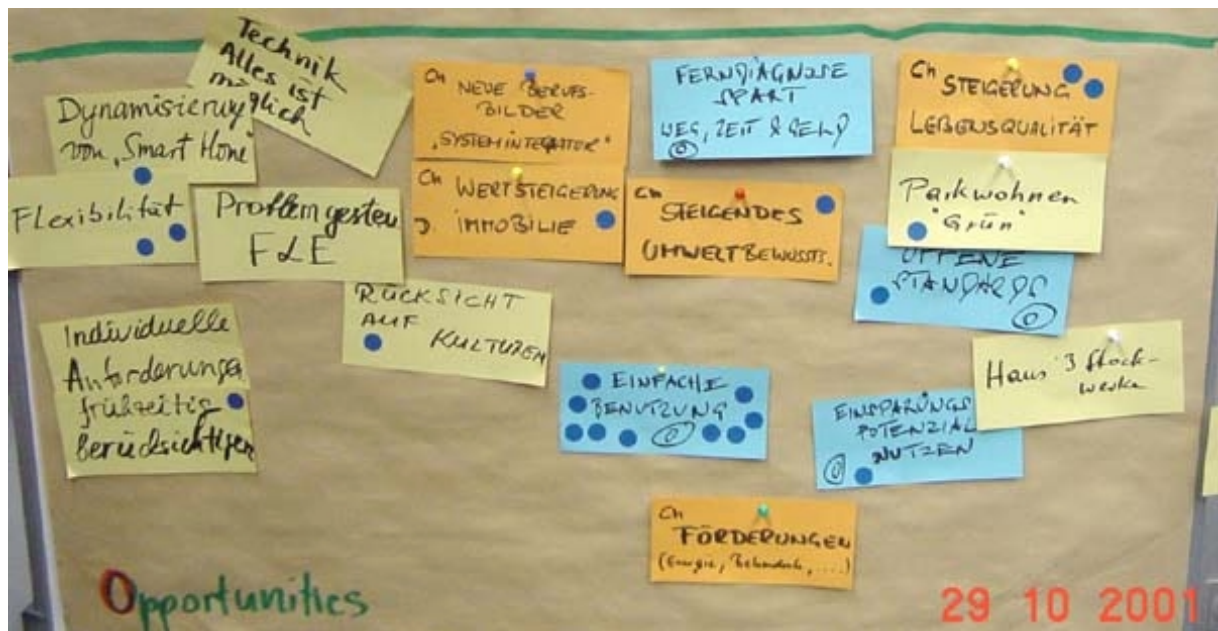 Technik
Alles ist
möglich
Dynamisierung
von "Smart Home"
Flexibilität
Problemgesteu
F&E
Individuelle
Anforderungen
frühzeitig
Berücksichtigen
RÜCKSICHT
AUF
KULTUREN
Ch NEUE BERUFS-
BILDER
"SYSTEMINTEGRATOR"
Ch WERTSTEIGERUNG
D. IMMOBILIE
FERNDIAGNOSE
SPART
WEG, ZEIT & GELD
O
Ch
STEIGENDES
UMWELTBEWUSSTS.
Ch STEIGERUNG
LEBENSQUALITÄT
Parkwohnen
"Grün"
OFFENE
STANDARDS
O
Haus 3 Stock-
werke
EINFACHE
BENUTZUNG
O
EINSPARUNGS
POTENZIAL
NUTZEN
O
Ch
FÖRDERUNGEN
(Energie,
Opportunities
29 10 2001